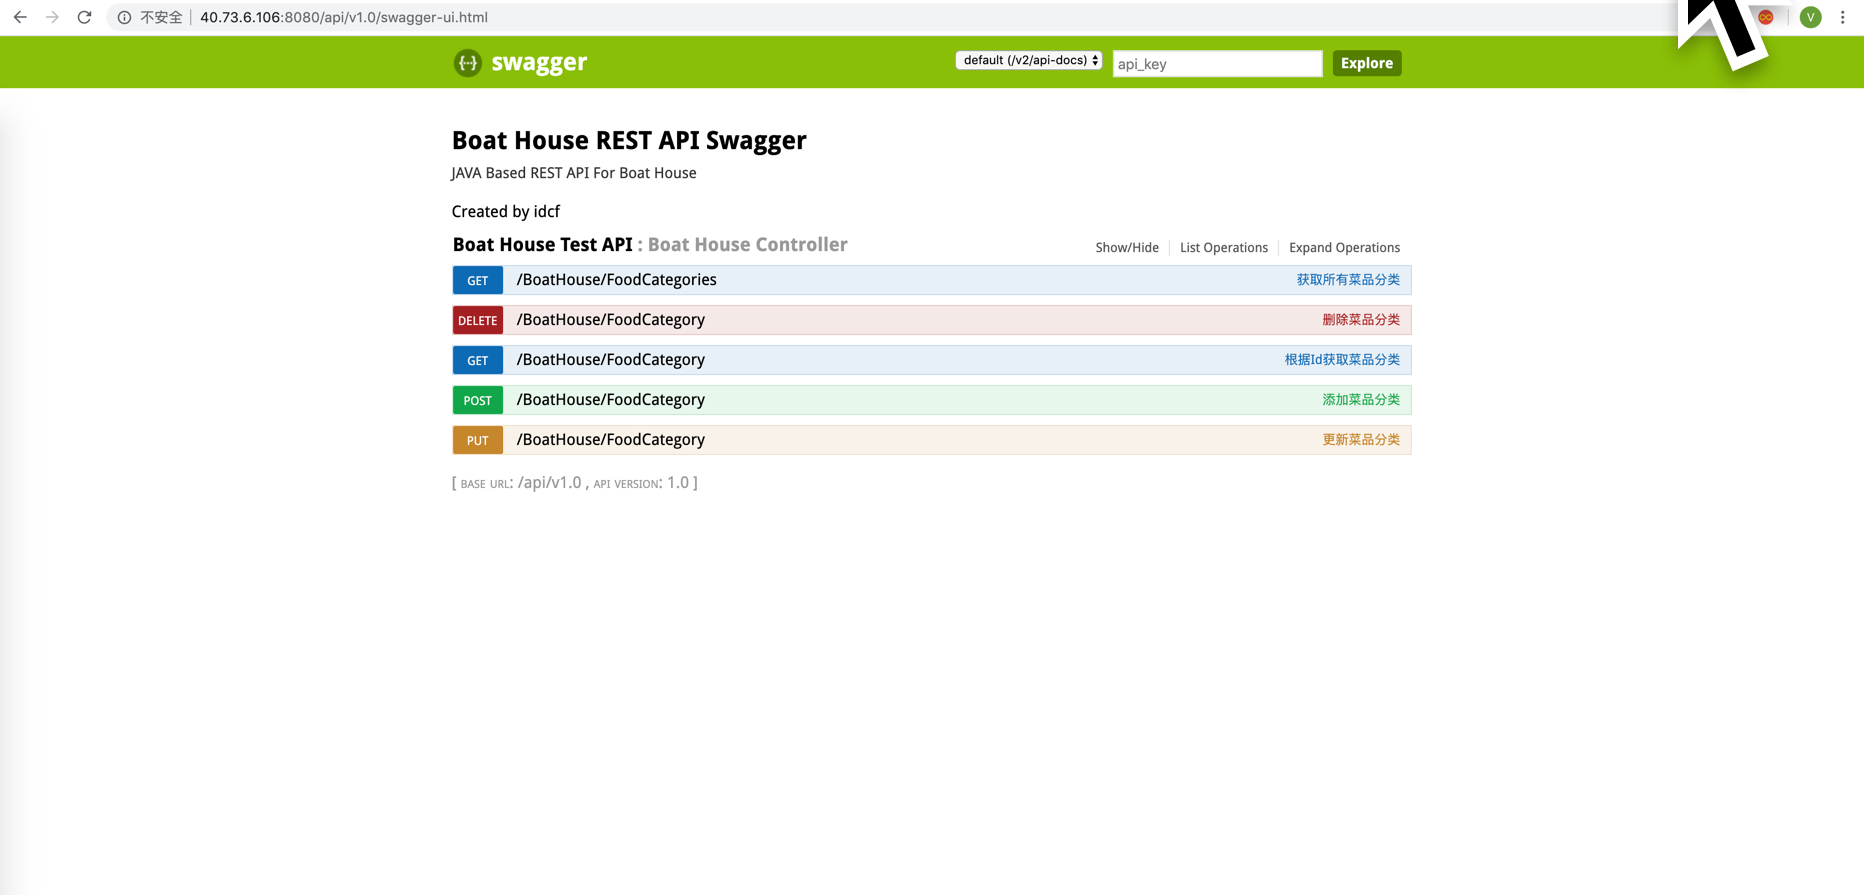 不安全 40.73.6.106:8080/api/v1.0/swagger-ui.html V
{···} swagger default (/v2/api-docs) api_key Explore
Boat House REST API Swagger
JAVA Based REST API For Boat House
Created by idcf
Boat House Test API : Boat House Controller Show/Hide List Operations Expand Operations
GET /BoatHouse/FoodCategories 获取所有菜品分类
DELETE /BoatHouse/FoodCategory 删除菜品分类
GET /BoatHouse/FoodCategory 根据Id获取菜品分类
POST /BoatHouse/FoodCategory 添加菜品分类
PUT /BoatHouse/FoodCategory 更新菜品分类
[ BASE URL: /api/v1.0 , API VERSION: 1.0 ]